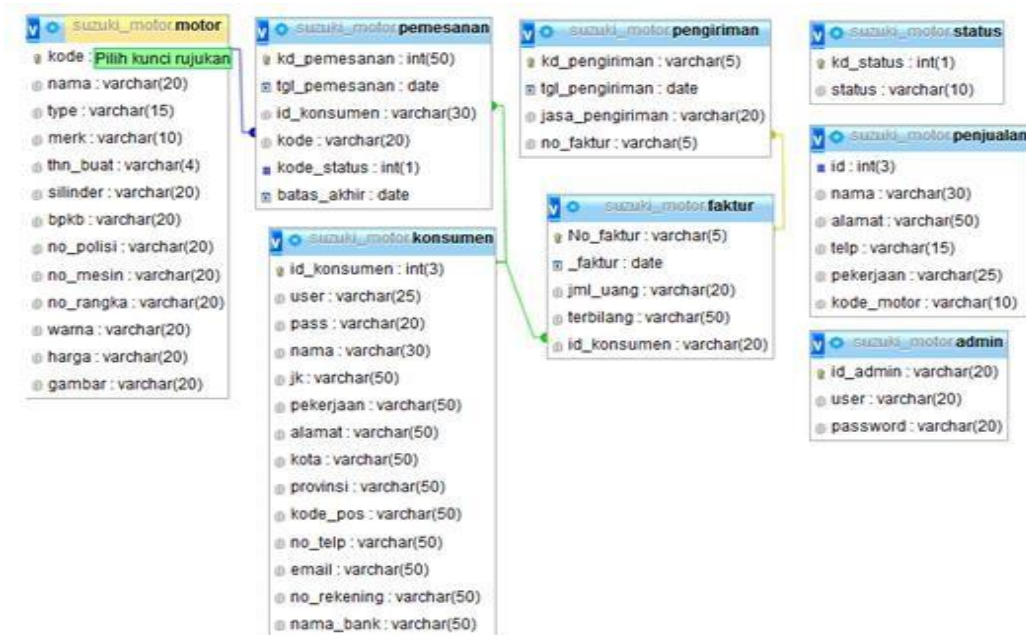 suzuki_motor motor
kode : Pilih kunci rujukan
nama : varchar(20)
type : varchar(15)
merk : varchar(10)
thn_buat : varchar(4)
silinder : varchar(20)
bpkb : varchar(20)
no_polisi : varchar(20)
no_mesin : varchar(20)
no_rangka : varchar(20)
warna : varchar(20)
harga : varchar(20)
gambar : varchar(20)
suzuki_motor pemesanan
kd_pemesanan : int(50)
tgl_pemesanan : date
id_konsumen : varchar(30)
kode : varchar(20)
kode_status : int(1)
batas_akhir : date
suzuki_motor konsumen
id_konsumen : int(3)
user : varchar(25)
pass : varchar(20)
nama : varchar(30)
jk : varchar(50)
pekerjaan : varchar(50)
alamat : varchar(50)
kota : varchar(50)
provinsi : varchar(50)
kode_pos : varchar(50)
no_telp : varchar(50)
email : varchar(50)
no_rekening : varchar(50)
nama_bank : varchar(50)
suzuki_motor pengiriman
kd_pengiriman : varchar(5)
tgl_pengiriman : date
jasa_pengiriman : varchar(20)
no_faktur : varchar(5)
suzuki_motor faktur
No_faktur : varchar(5)
_faktur : date
jml_uang : varchar(20)
terbilang : varchar(50)
id_konsumen : varchar(20)
suzuki_motor status
kd_status : int(1)
status : varchar(10)
suzuki_motor penjualan
id : int(3)
nama : varchar(30)
alamat : varchar(50)
telp : varchar(15)
pekerjaan : varchar(25)
kode_motor : varchar(10)
suzuki_motor admin
id_admin : varchar(20)
user : varchar(20)
password : varchar(20)